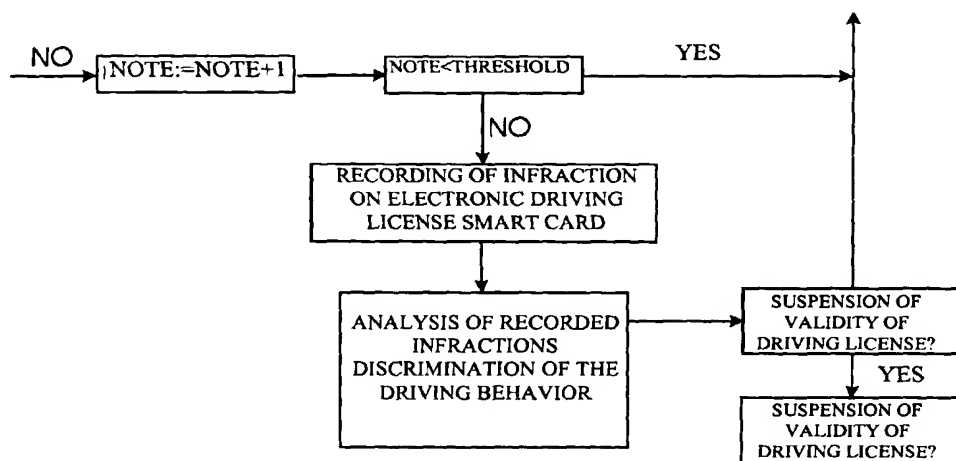 NO
NOTE:=NOTE+1
NOTE<THRESHOLD
YES
NO
RECORDING OF INFRACTION
ON ELECTRONIC DRIVING
LICENSE SMART CARD
ANALYSIS OF RECORDED
INFRACTIONS
DISCRIMINATION OF THE
DRIVING BEHAVIOR
SUSPENSION OF
VALIDITY OF
DRIVING LICENSE?
YES
SUSPENSION OF
VALIDITY OF
DRIVING LICENSE?